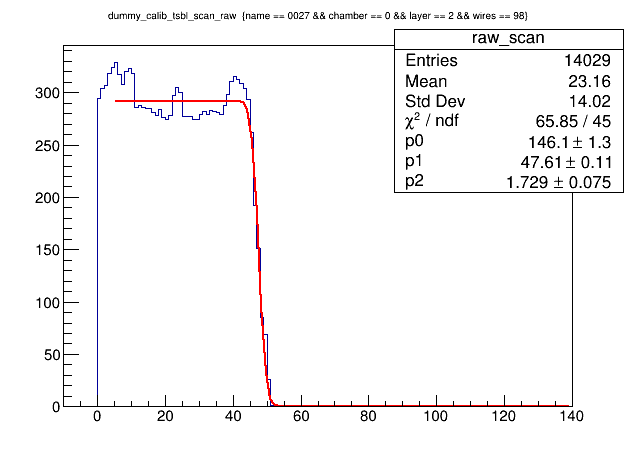 dummy_calib_tsbl_scan_raw {name == 0027 && chamber == 0 && layer == 2 && wires == 98}
raw_scan
Entries 14029
Mean 23.16
Std Dev 14.02
χ² / ndf 65.85 / 45
p0 146.1 ± 1.3
p1 47.61 ± 0.11
p2 1.729 ± 0.075
300
250
200
150
100
50
0
0 20 40 60 80 100 120 140